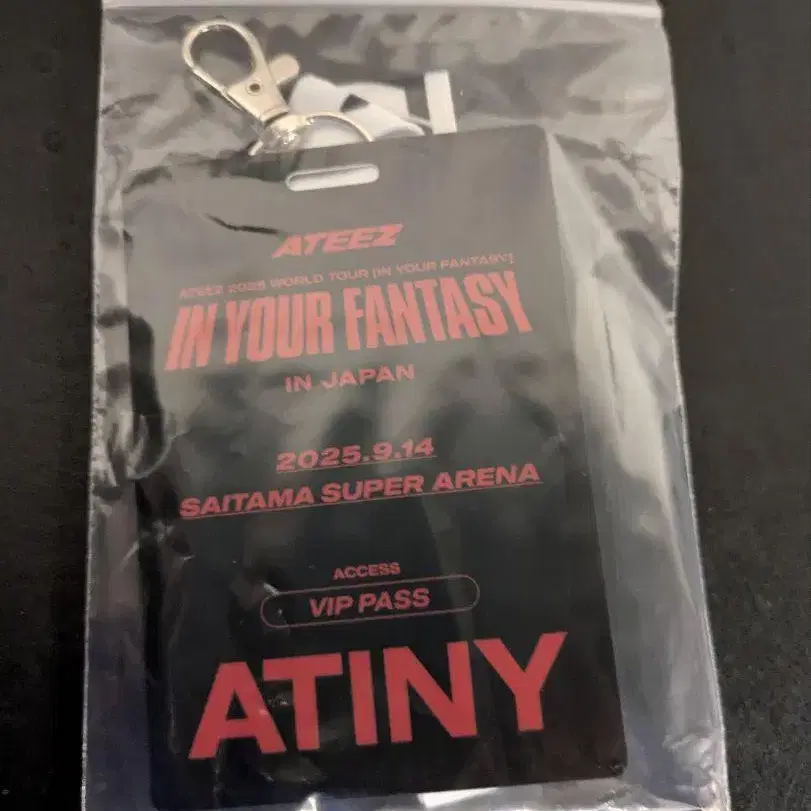 ATEEZ
ATEEZ 2025 WORLD TOUR [IN YOUR FANTASY]
IN YOUR FANTASY
IN JAPAN
2025.9.14
SAITAMA SUPER ARENA
ACCESS
VIP PASS
ATINY